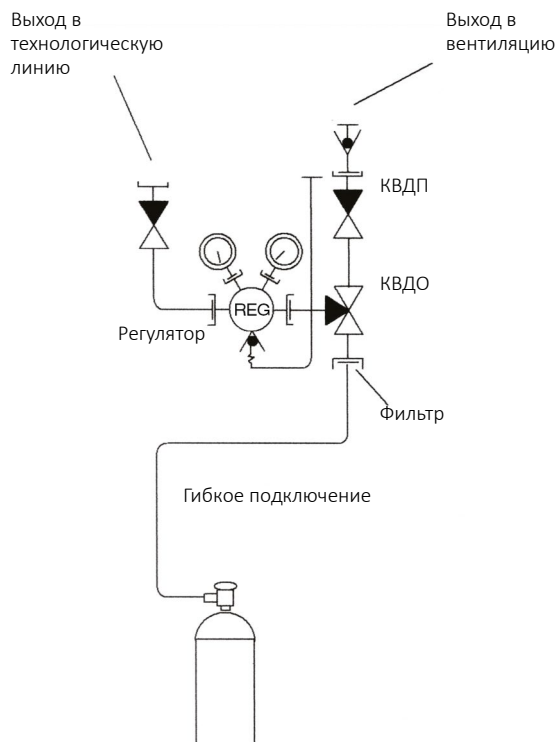 Выход в
технологическую
линию
Выход в
вентиляцию
КВДП
КВДО
REG
Регулятор
Фильтр
Гибкое подключение